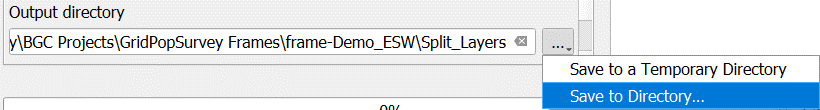 Output directory
y\BGC Projects\GridPopSurvey Frames\frame-Demo_ESW\Split_Layers
...
Save to a Temporary Directory
Save to Directory...
0%